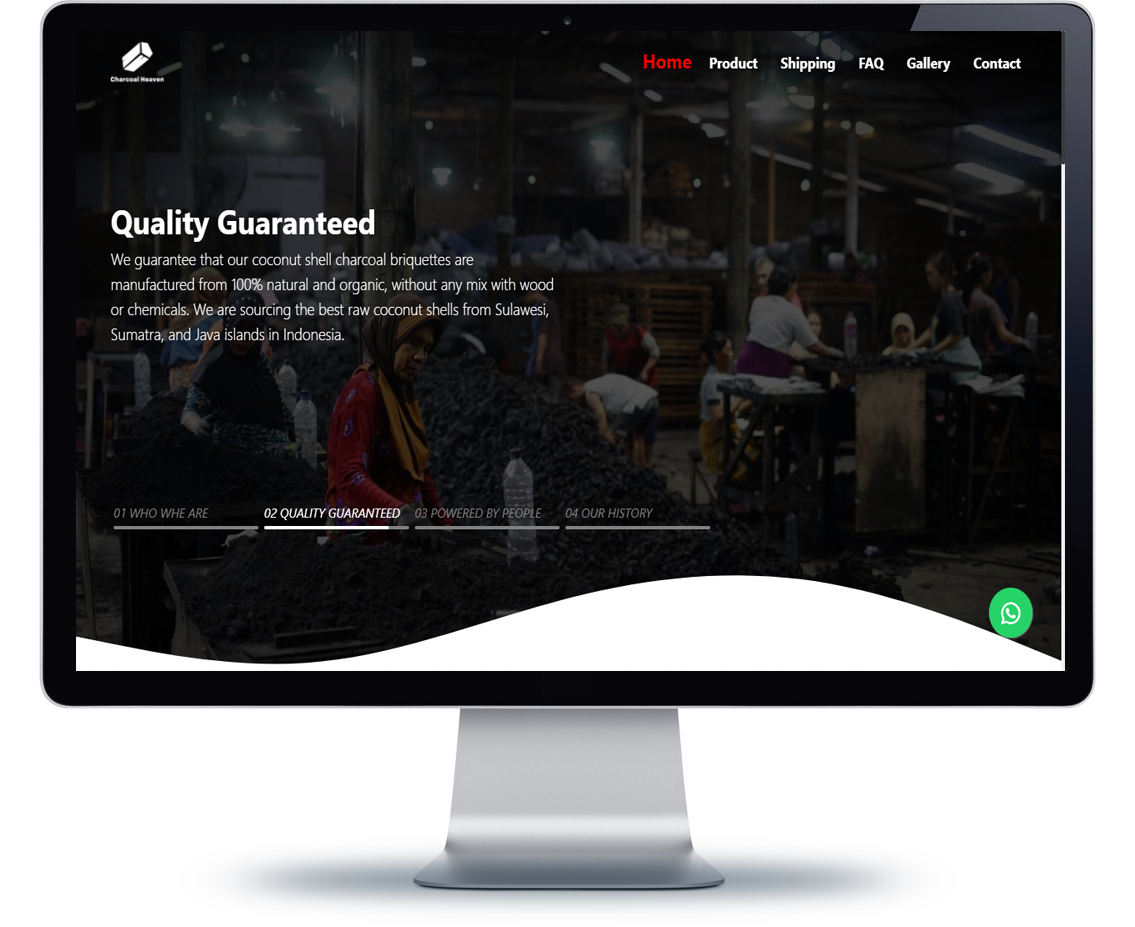 Charcoal Heaven
Home Product Shipping FAQ Gallery Contact
Quality Guaranteed
We guarantee that our coconut shell charcoal briquettes are
manufactured from 100% natural and organic, without any mix with wood
or chemicals. We are sourcing the best raw coconut shells from Sulawesi,
Sumatra, and Java islands in Indonesia.
01 WHO WHE ARE 02 QUALITY GUARANTEED 03 POWERED BY PEOPLE 04 OUR HISTORY